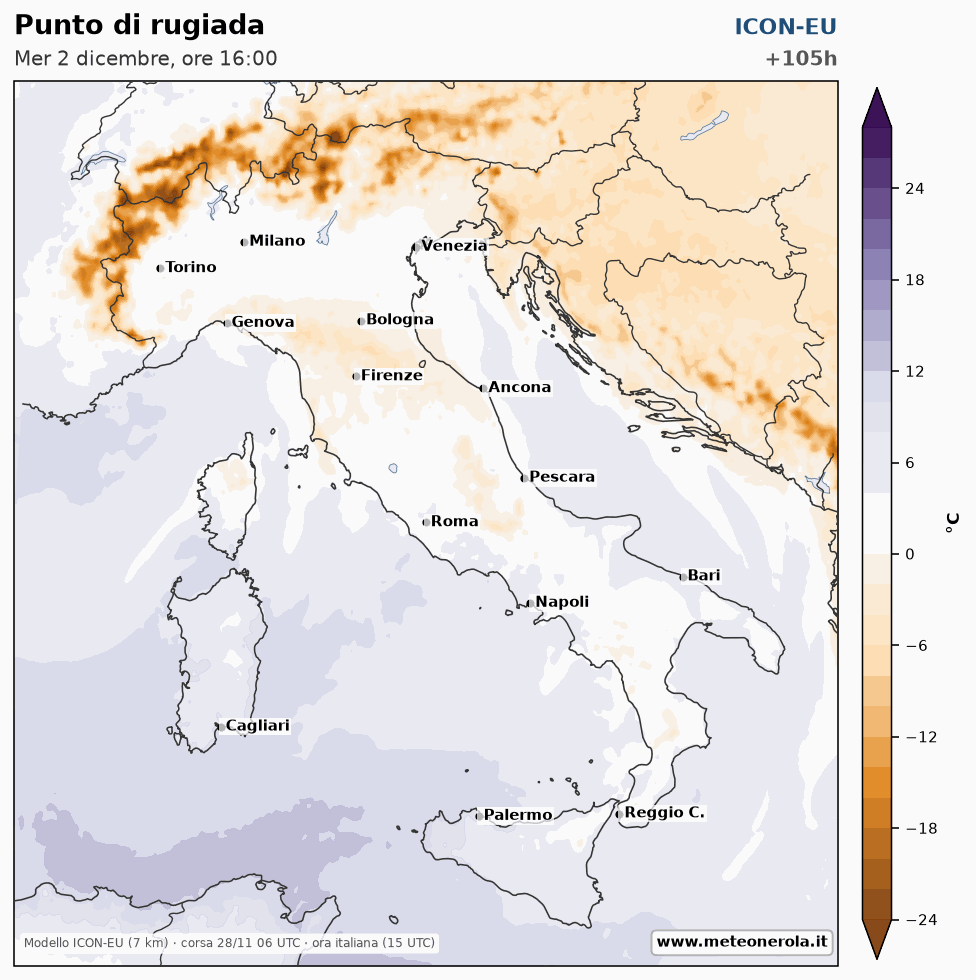 Punto di rugiada
ICON-EU
Mer 2 dicembre, ore 16:00
+105h
24
18
12
6
0
−6
−12
−18
−24
°C
Milano
Venezia
Torino
Genova
Bologna
Firenze
Ancona
Pescara
Roma
Bari
Napoli
Cagliari
Palermo
Reggio C.
Modello ICON-EU (7 km) · corsa 28/11 06 UTC · ora italiana (15 UTC)
www.meteonerola.it